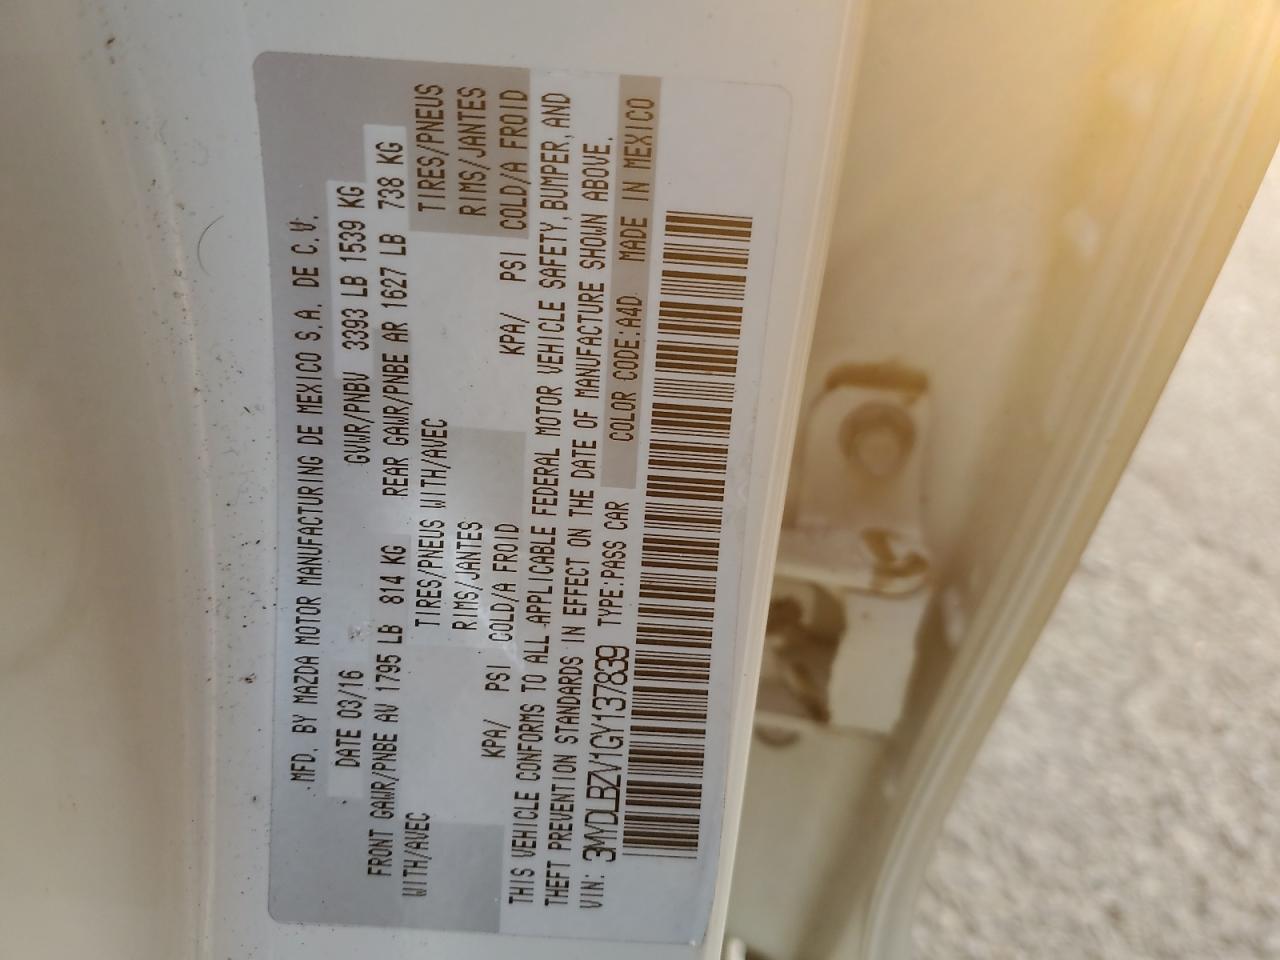 MFD. BY MAZDA MOTOR MANUFACTURING DE MEXICO S.A. DE C.V.
DATE 03/16 GVWR/PNBV 3393 LB 1539 KG
FRONT GAWR/PNBE AV 1795 LB 814 KG REAR GAWR/PNBE AR 1627 LB 738 KG
WITH/AVEC TIRES/PNEUS WITH/AVEC TIRES/PNEUS
RIMS/JANTES RIMS/JANTES
KPA/ PSI COLD/A FROID KPA/ PSI COLD/A FROID
THIS VEHICLE CONFORMS TO ALL APPLICABLE FEDERAL MOTOR VEHICLE SAFETY, BUMPER, AND
THEFT PREVENTION STANDARDS IN EFFECT ON THE DATE OF MANUFACTURE SHOWN ABOVE.
VIN: 3MYDLBZV1GY137839 TYPE:PASS CAR COLOR CODE:A4D MADE IN MEXICO